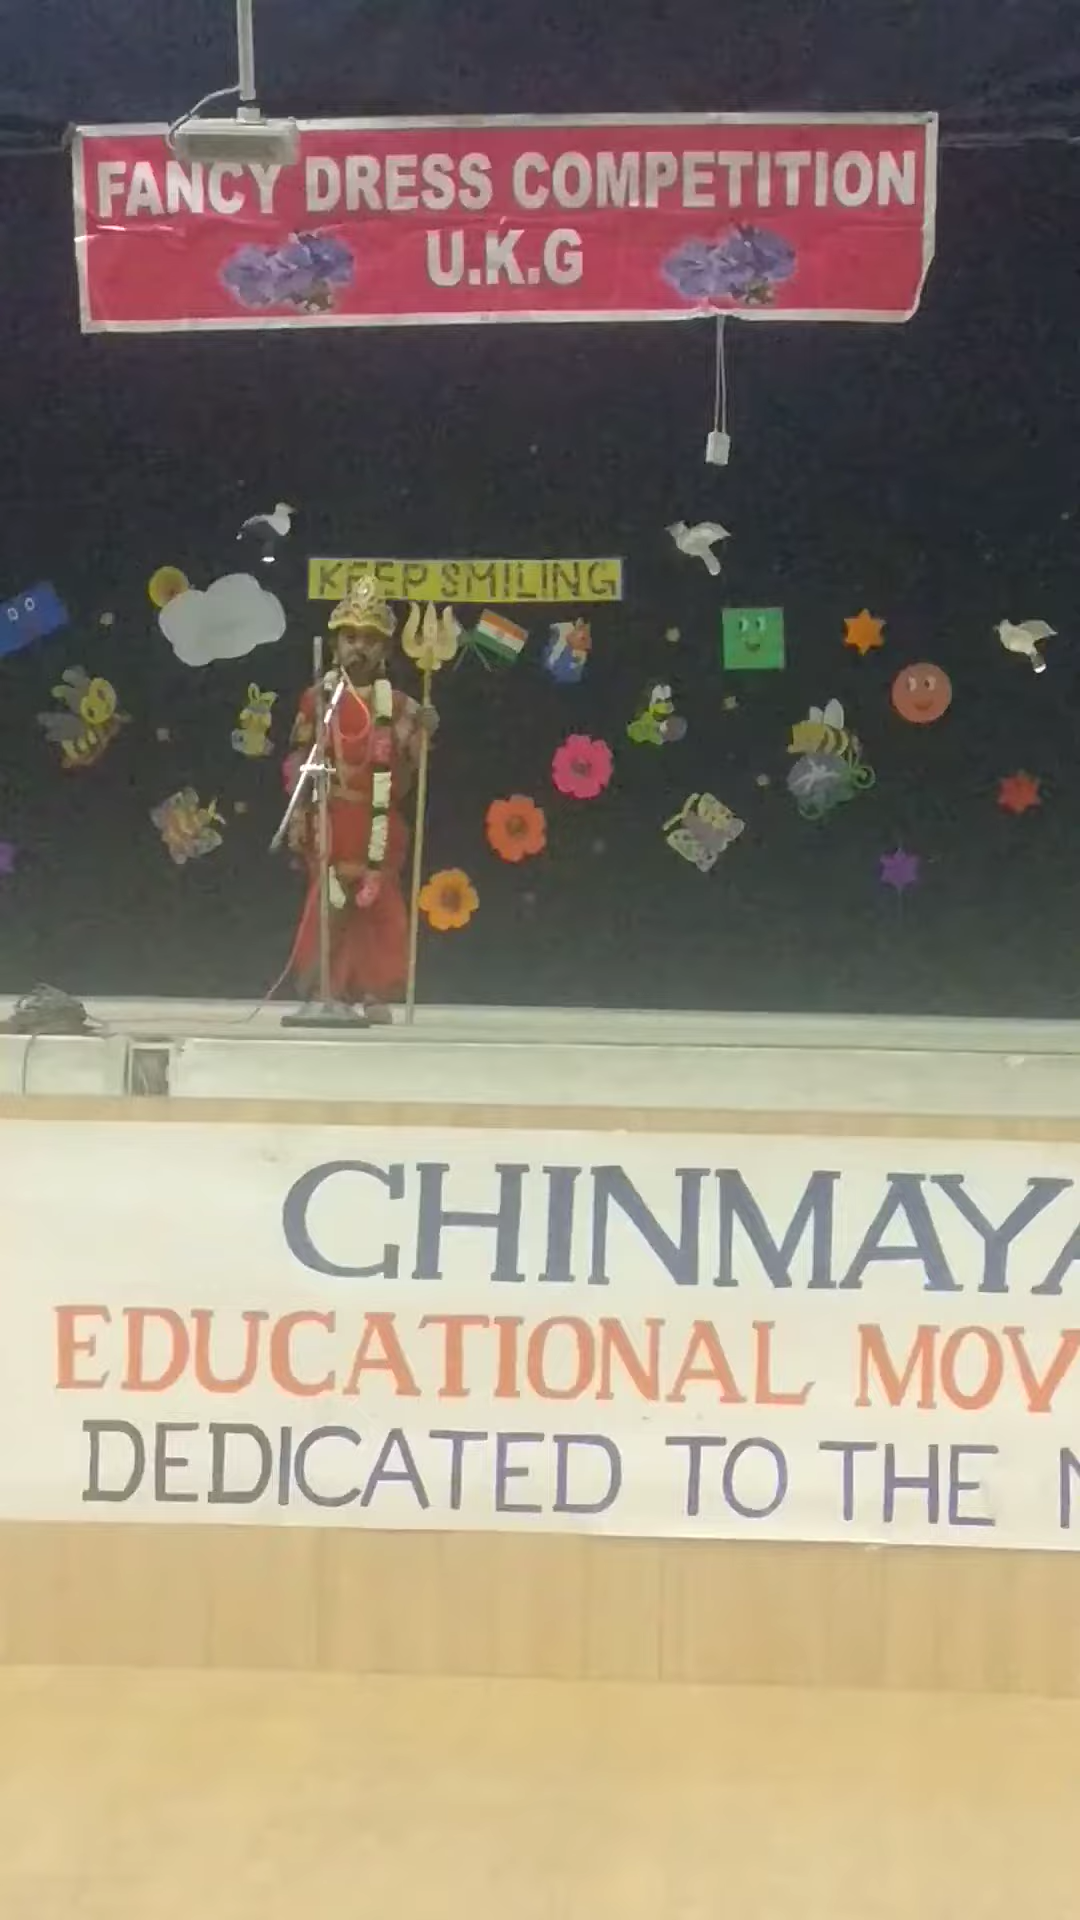 FANCY DRESS COMPETITION
U.K.G
KEEP SMILING
CHINMAYA
EDUCATIONAL MOV
DEDICATED TO THE